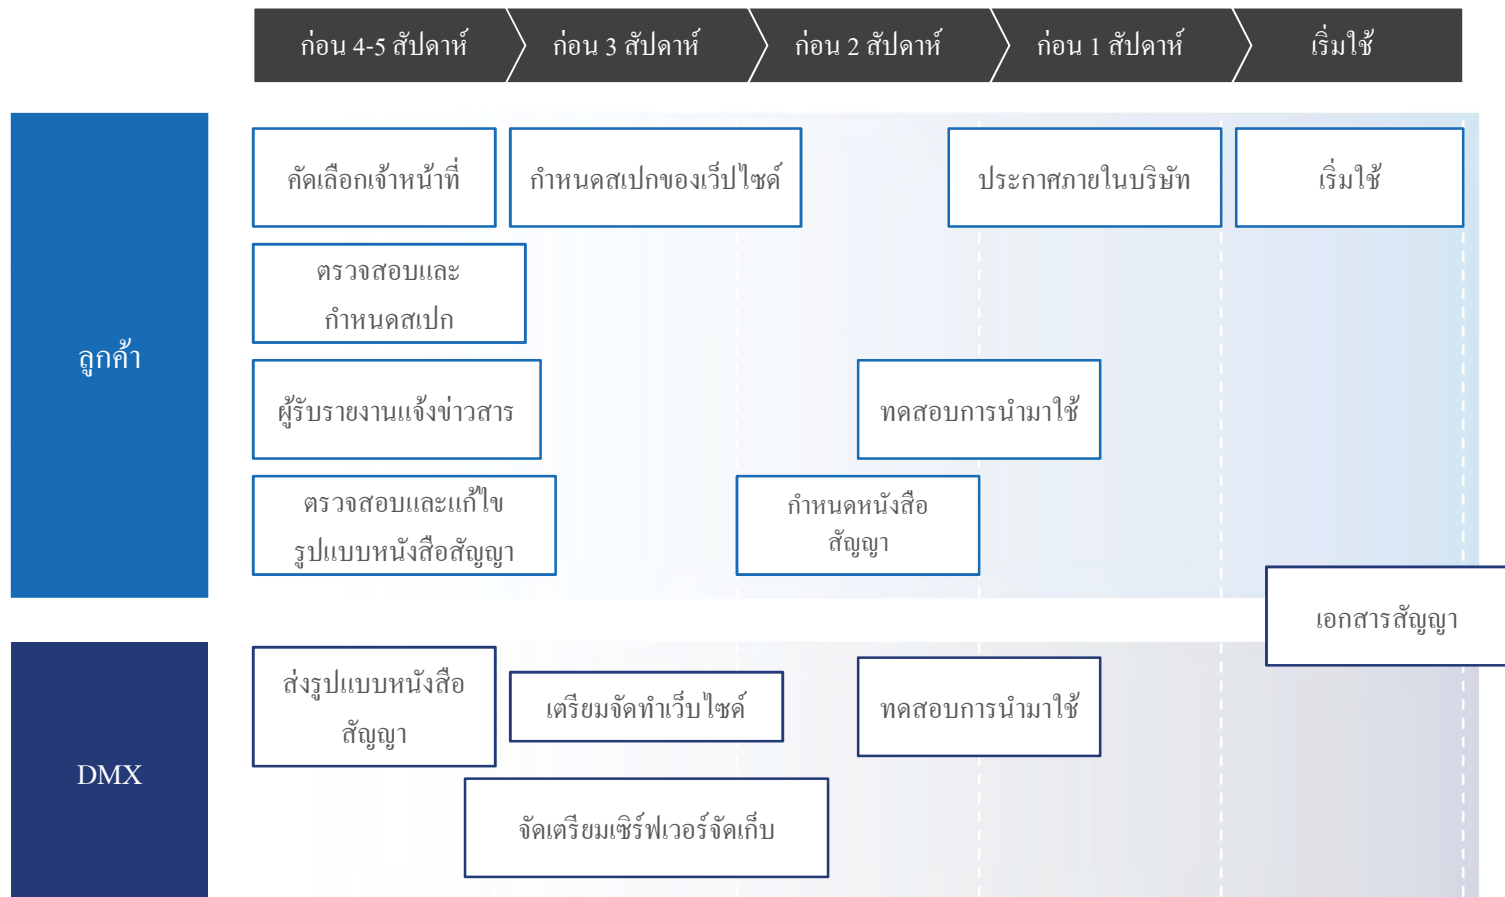 ก่อน 4-5 สัปดาห์
ก่อน 3 สัปดาห์
ก่อน 2 สัปดาห์
ก่อน 1 สัปดาห์
เริ่มใช้
ลูกค้า
คัดเลือกเจ้าหน้าที่
กำหนดสเปกของเว็ปไซด์
ประกาศภายในบริษัท
เริ่มใช้
ตรวจสอบและ
กำหนดสเปก
ผู้รับรายงานแจ้งข่าวสาร
ทดสอบการนำมาใช้
ตรวจสอบและแก้ไข
รูปแบบหนังสือสัญญา
กำหนดหนังสือ
สัญญา
เอกสารสัญญา
DMX
ส่งรูปแบบหนังสือ
สัญญา
เตรียมจัดทำเว็บไซด์
ทดสอบการนำมาใช้
จัดเตรียมเซิร์ฟเวอร์จัดเก็บ